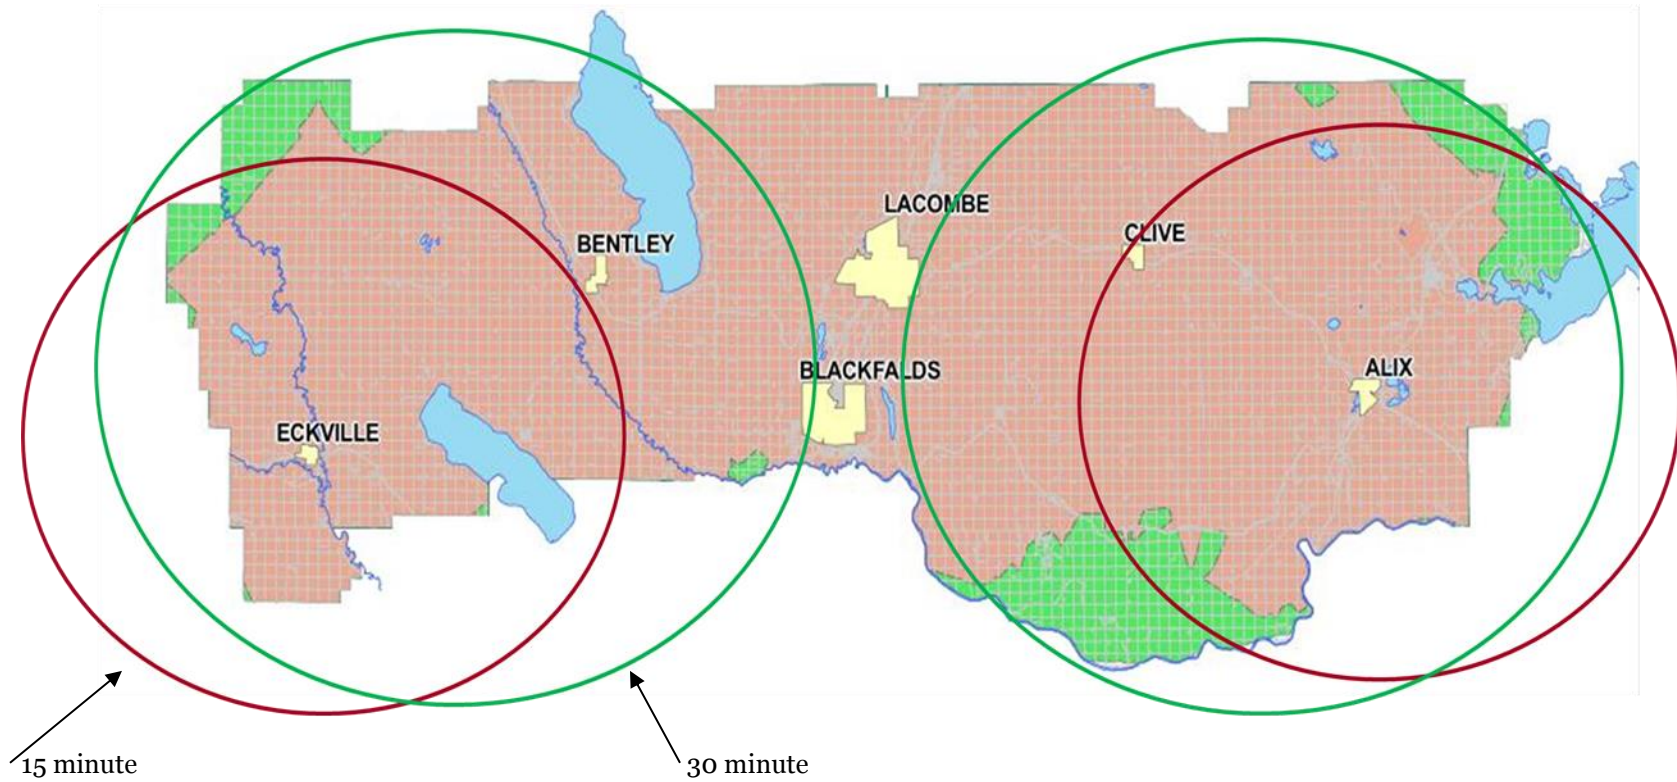 LACOMBE
CLIVE
BENTLEY
BLACKFALDS
ALIX
ECKVILLE
15 minute
30 minute